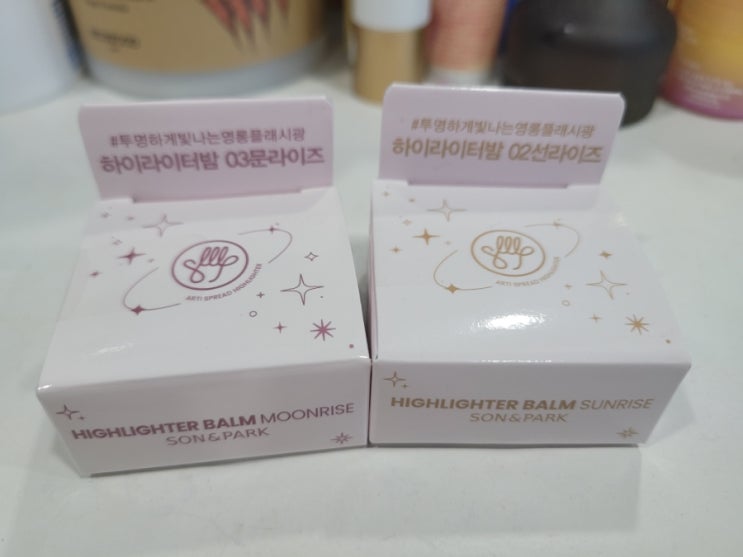 #투명하게빛나는영롱플래시광
하이라이터밤 03문라이즈
ARTI SPREAD HIGHLIGHTER
HIGHLIGHTER BALM MOONRISE
SON&PARK
#투명하게빛나는영롱플래시광
하이라이터밤 02선라이즈
ARTI SPREAD HIGHLIGHTER
HIGHLIGHTER BALM SUNRISE
SON&PARK